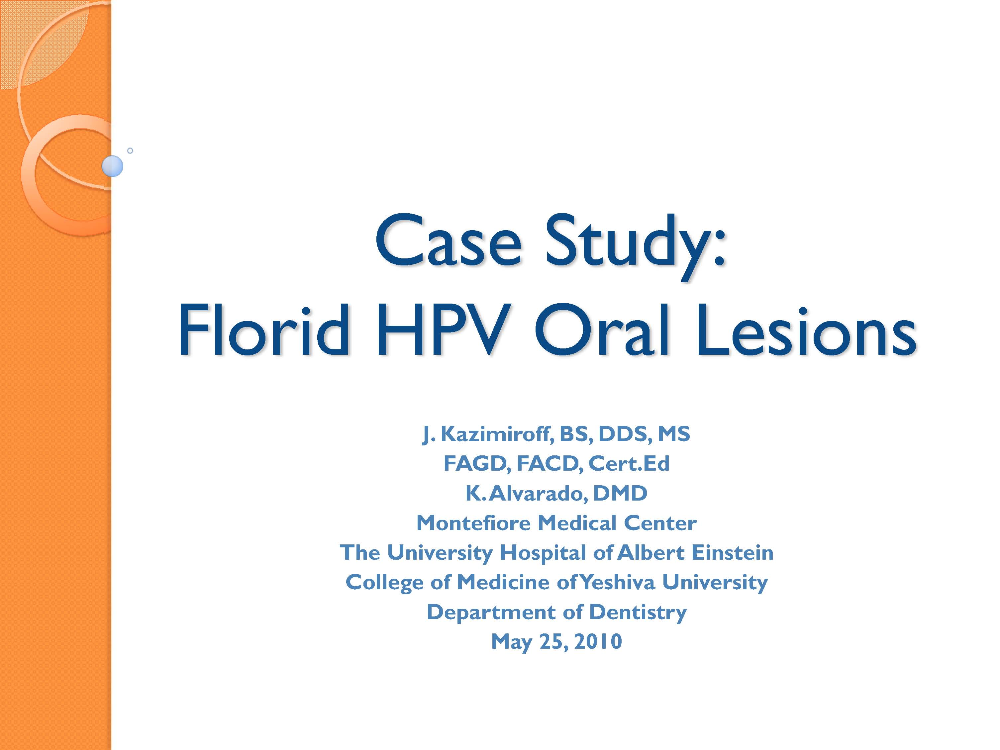 Case Study:
Florid HPV Oral Lesions
J. Kazimiroff, BS, DDS, MS
FAGD, FACD, Cert.Ed
K. Alvarado, DMD
Montefiore Medical Center
The University Hospital of Albert Einstein
College of Medicine of Yeshiva University
Department of Dentistry
May 25, 2010